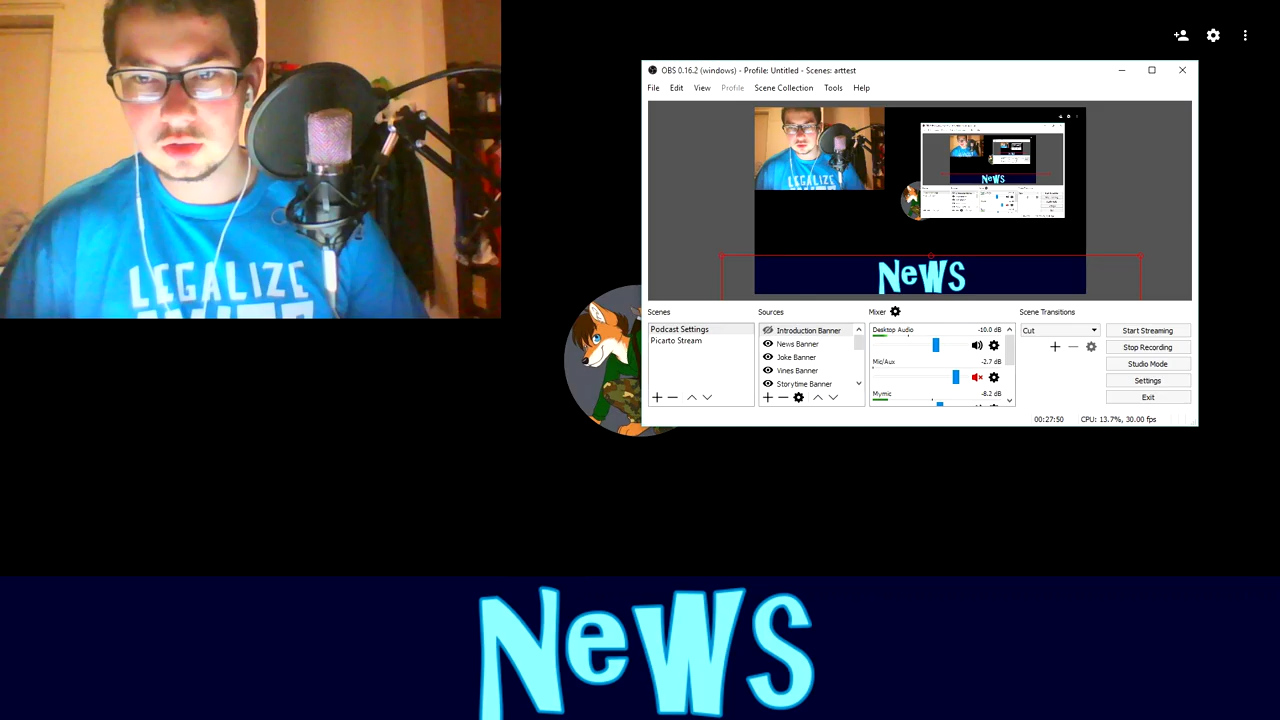 LEGALIZE
OBS 0.16.2 (windows) - Profile: Untitled - Scenes: arttest
File Edit View Profile Scene Collection Tools Help
NeWS
NeWS
Scenes Sources Mixer Scene Transitions
Podcast Settings
Picarto Stream
Introduction Banner
News Banner
Joke Banner
Vines Banner
Storytime Banner
Desktop Audio -10.0 dB
Mic/Aux -2.7 dB
Mymic -8.2 dB
Cut
Start Streaming
Stop Recording
Studio Mode
Settings
Exit
00:27:50 CPU: 13.7%, 30.00 fps
NeWS